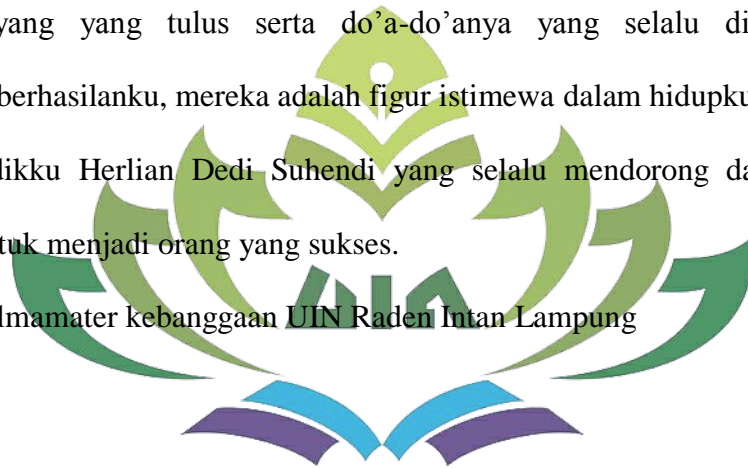 yang yang tulus serta do’a-do’anya yang selalu di
berhasilanku, mereka adalah figur istimewa dalam hidupku
dikku Herlian Dedi Suhendi yang selalu mendorong da
tuk menjadi orang yang sukses.
lmamater kebanggaan UIN Raden Intan Lampung